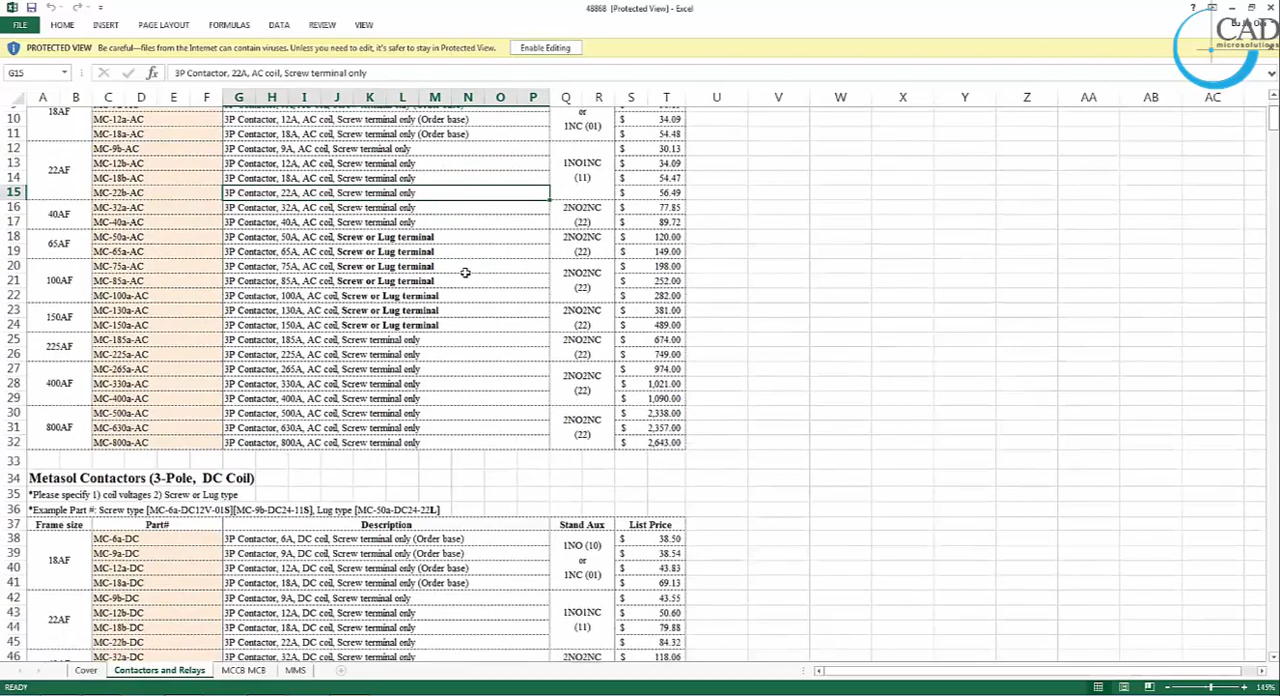 48868 [Protected View] - Excel
FILE HOME INSERT PAGE LAYOUT FORMULAS DATA REVIEW VIEW
CAD
microsolutions
PROTECTED VIEW Be careful—files from the Internet can contain viruses. Unless you need to edit, it's safer to stay in Protected View. Enable Editing
G15 fx 3P Contactor, 22A, AC coil, Screw terminal only
A B C D E F G H I J K L M N O P Q R S T U V W X Y Z AA AB AC
18AF or
10 MC-12a-AC 3P Contactor, 12A, AC coil, Screw terminal only (Order base) $ 34.09
11 MC-18a-AC 3P Contactor, 18A, AC coil, Screw terminal only (Order base) 1NC (01) $ 54.48
12 MC-9b-AC 3P Contactor, 9A, AC coil, Screw terminal only $ 30.13
13 MC-12b-AC 3P Contactor, 12A, AC coil, Screw terminal only 1NO1NC $ 34.09
14 22AF MC-18b-AC 3P Contactor, 18A, AC coil, Screw terminal only (11) $ 54.47
15 MC-22b-AC 3P Contactor, 22A, AC coil, Screw terminal only $ 56.49
16 40AF MC-32a-AC 3P Contactor, 32A, AC coil, Screw terminal only 2NO2NC $ 77.85
17 MC-40a-AC 3P Contactor, 40A, AC coil, Screw terminal only (22) $ 89.72
18 65AF MC-50a-AC 3P Contactor, 50A, AC coil, Screw or Lug terminal 2NO2NC $ 120.00
19 MC-65a-AC 3P Contactor, 65A, AC coil, Screw or Lug terminal (22) $ 149.00
20 MC-75a-AC 3P Contactor, 75A, AC coil, Screw or Lug terminal 2NO2NC $ 198.00
21 100AF MC-85a-AC 3P Contactor, 85A, AC coil, Screw or Lug terminal (22) $ 252.00
22 MC-100a-AC 3P Contactor, 100A, AC coil, Screw or Lug terminal $ 282.00
23 150AF MC-130a-AC 3P Contactor, 130A, AC coil, Screw or Lug terminal 2NO2NC $ 381.00
24 MC-150a-AC 3P Contactor, 150A, AC coil, Screw or Lug terminal (22) $ 489.00
25 225AF MC-185a-AC 3P Contactor, 185A, AC coil, Screw terminal only 2NO2NC $ 674.00
26 MC-225a-AC 3P Contactor, 225A, AC coil, Screw terminal only (22) $ 749.00
27 MC-265a-AC 3P Contactor, 265A, AC coil, Screw terminal only 2NO2NC $ 974.00
28 400AF MC-330a-AC 3P Contactor, 330A, AC coil, Screw terminal only (22) $ 1,021.00
29 MC-400a-AC 3P Contactor, 400A, AC coil, Screw terminal only $ 1,090.00
30 MC-500a-AC 3P Contactor, 500A, AC coil, Screw terminal only 2NO2NC $ 2,338.00
31 800AF MC-630a-AC 3P Contactor, 630A, AC coil, Screw terminal only (22) $ 2,357.00
32 MC-800a-AC 3P Contactor, 800A, AC coil, Screw terminal only $ 2,643.00
33
34 Metasol Contactors (3-Pole, DC Coil)
35 *Please specify 1) coil voltages 2) Screw or Lug type
36 *Example Part #: Screw type [MC-6a-DC12V-01S][MC-9b-DC24-11S], Lug type [MC-50a-DC24-22L]
37 Frame size Part# Description Stand Aux List Price
38 MC-6a-DC 3P Contactor, 6A, DC coil, Screw terminal only (Order base) 1NO (10) $ 38.50
39 18AF MC-9a-DC 3P Contactor, 9A, DC coil, Screw terminal only (Order base) or $ 38.54
40 MC-12a-DC 3P Contactor, 12A, DC coil, Screw terminal only (Order base) 1NC (01) $ 43.83
41 MC-18a-DC 3P Contactor, 18A, DC coil, Screw terminal only (Order base) $ 69.13
42 MC-9b-DC 3P Contactor, 9A, DC coil, Screw terminal only $ 43.55
43 22AF MC-12b-DC 3P Contactor, 12A, DC coil, Screw terminal only 1NO1NC $ 50.60
44 MC-18b-DC 3P Contactor, 18A, DC coil, Screw terminal only (11) $ 79.88
45 MC-22b-DC 3P Contactor, 22A, DC coil, Screw terminal only $ 84.32
46 MC-32a-DC 3P Contactor, 32A, DC coil, Screw terminal only 2NO2NC $ 118.06
Cover Contactors and Relays MCCB MCB MMS
READY 145%